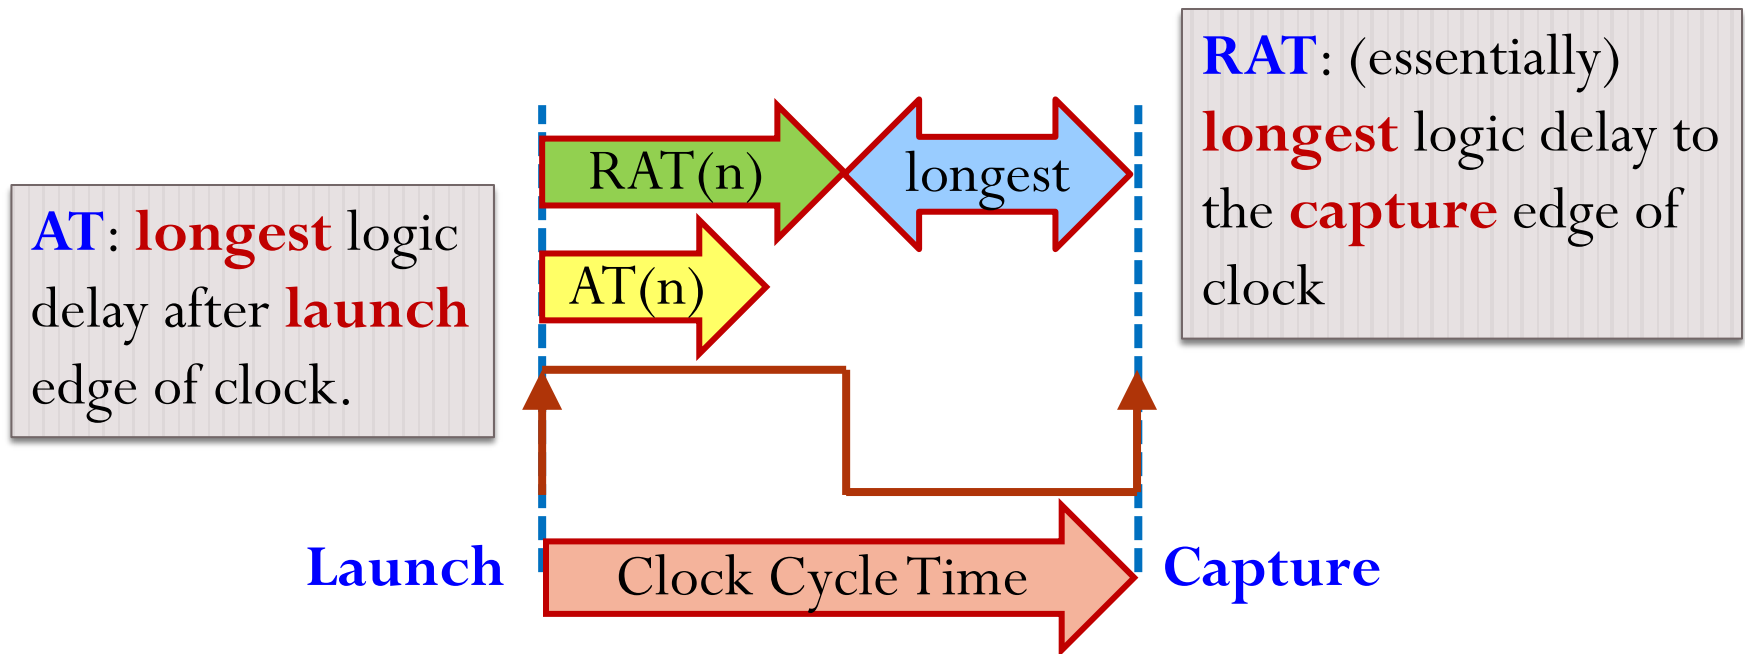 AT: longest logic
delay after launch
edge of clock.
RAT(n)
longest
AT(n)
RAT: (essentially)
longest logic delay to
the capture edge of
clock
Launch
Clock Cycle Time
Capture